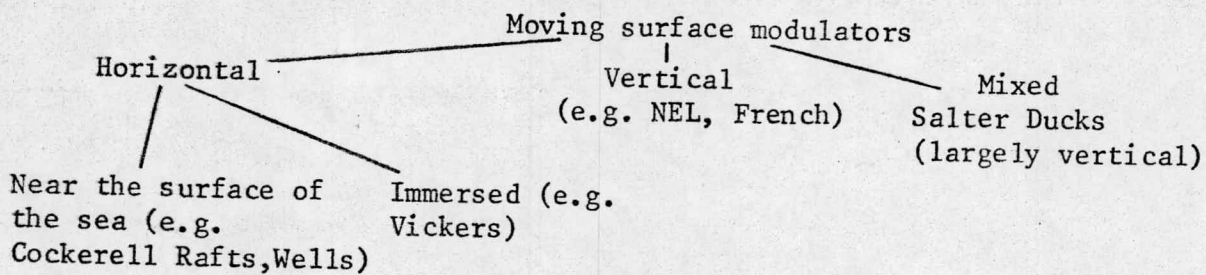 Moving surface modulators
Horizontal
Vertical
(e.g. NEL, French)
Mixed
Salter Ducks
(largely vertical)
Near the surface of
the sea (e.g.
Cockerell Rafts,Wells)
Immersed (e.g.
Vickers)